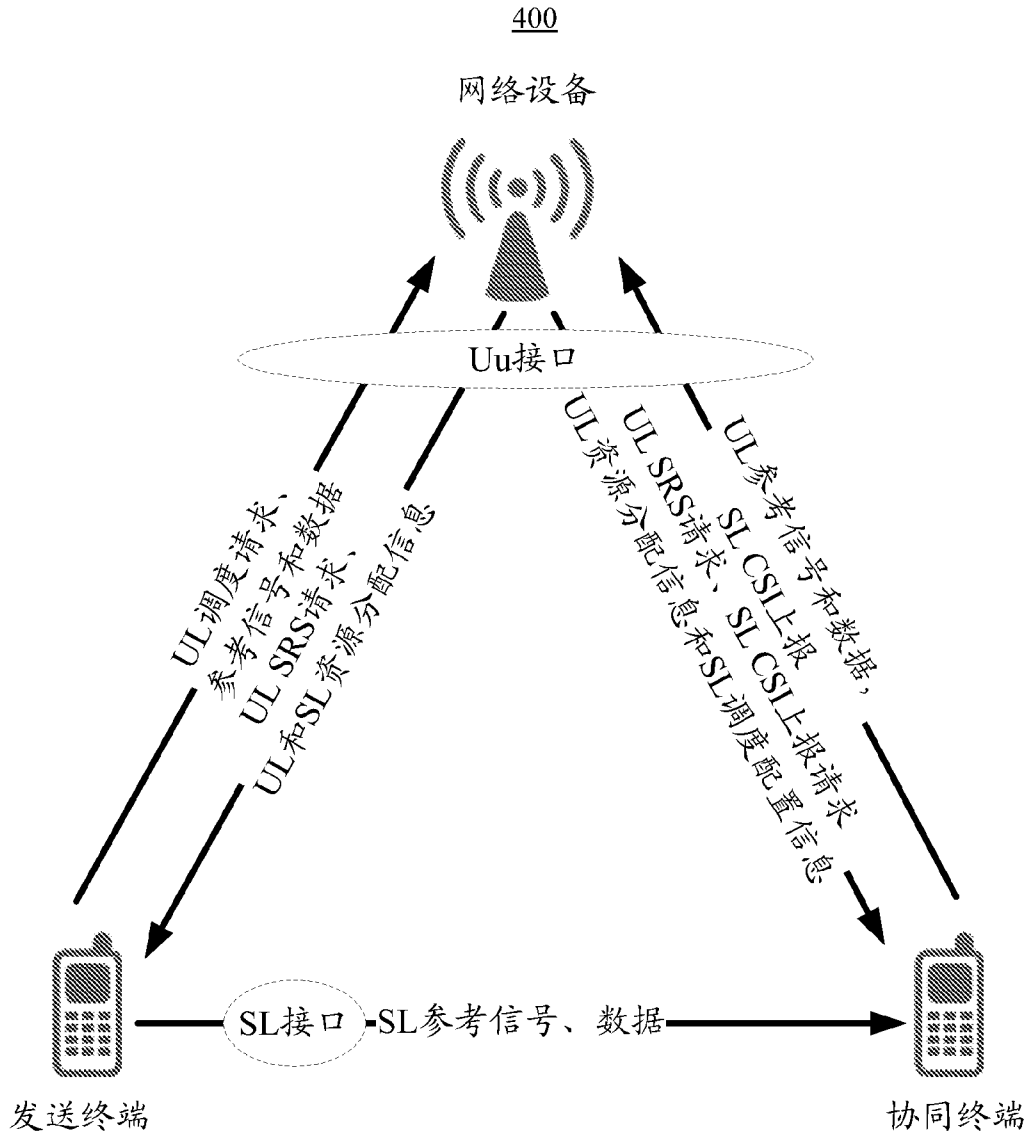 400
网络设备
Uu接口
UL调度请求、
参考信号和数据
UL SRS请求、
UL和SL资源分配信息
UL参考信号和数据，
SL CSI上报
UL SRS请求、SL CSI上报请求
UL资源分配信息和SL调度配置信息
SL接口
SL参考信号、数据
发送终端
协同终端